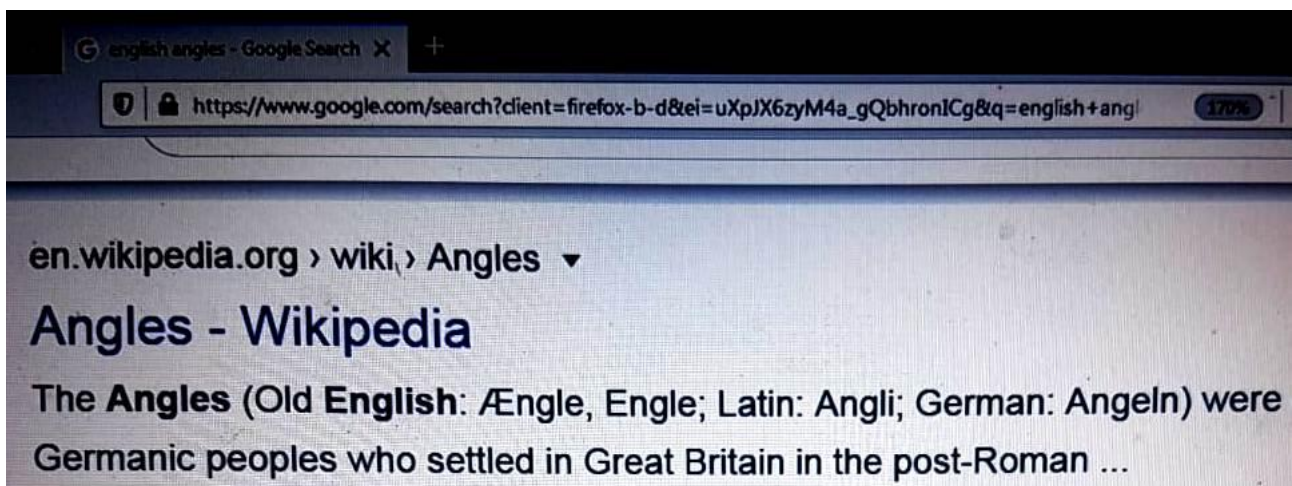 english angles - Google Search
https://www.google.com/search?client=firefox-b-d&ei=uXpJX6zyM4a_gQbhronICg&q=english+angl
170%
en.wikipedia.org › wiki › Angles
Angles - Wikipedia
The Angles (Old English: Ængle, Engle; Latin: Angli; German: Angeln) were
Germanic peoples who settled in Great Britain in the post-Roman ...